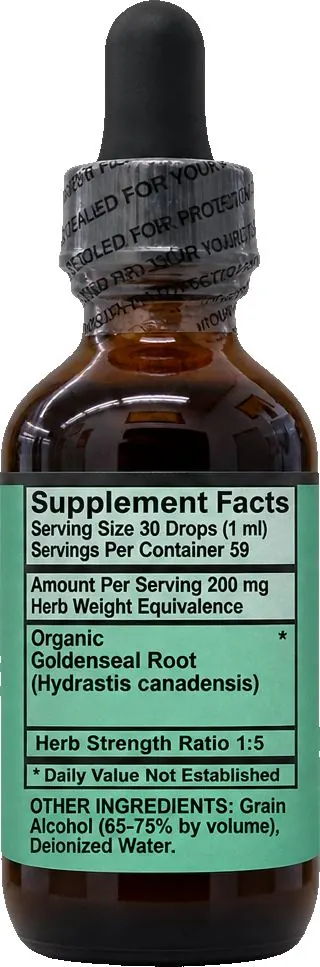 SEALED FOR YOUR
SEALED FOR PROTECTION
Supplement Facts
Serving Size 30 Drops (1 ml)
Servings Per Container 59
Amount Per Serving 200 mg
Herb Weight Equivalence
Organic *
Goldenseal Root
(Hydrastis canadensis)
Herb Strength Ratio 1:5
* Daily Value Not Established
OTHER INGREDIENTS: Grain
Alcohol (65-75% by volume),
Deionized Water.